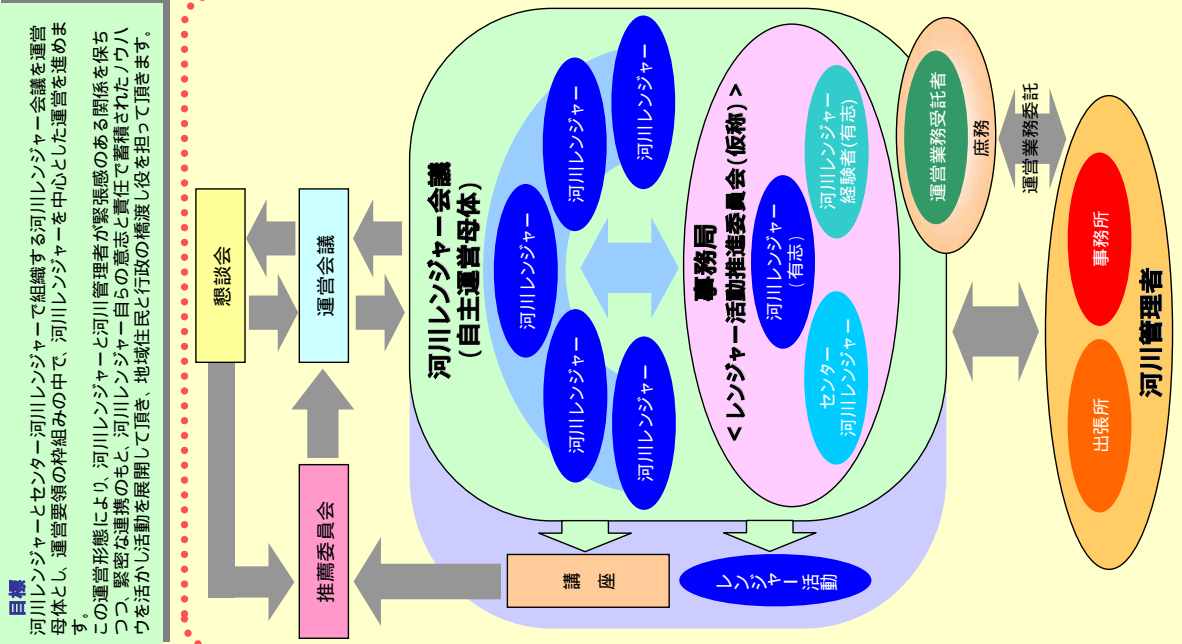 目標
河川レンジャーとセンター河川レンジャーで組織する河川レンジャー会議を運営
母体とし、運営要領の枠組みの中で、河川レンジャーを中心とした運営を進めま
す。
この運営形態により、河川レンジャーと河川管理者が緊張感のある関係を保ち
つつ、緊密な連携のもと、河川レンジャー自らの意志と責任で蓄積されたノウハ
ウを活かし活動を展開して頂き、地域住民と行政の橋渡し役を担って頂きます。
懇談会
運営会議
推薦委員会
河川レンジャー会議
(自主運営母体)
河川レンジャー
河川レンジャー
河川レンジャー
河川レンジャー
河川レンジャー
事務局
<レンジャー活動推進委員会(仮称)>
河川レンジャー
(有志)
センター
河川レンジャー
河川レンジャー
経験者(有志)
講座
レンジャー活動
運営業務受託者
庶務
運営業務委託
出張所
事務所
河川管理者